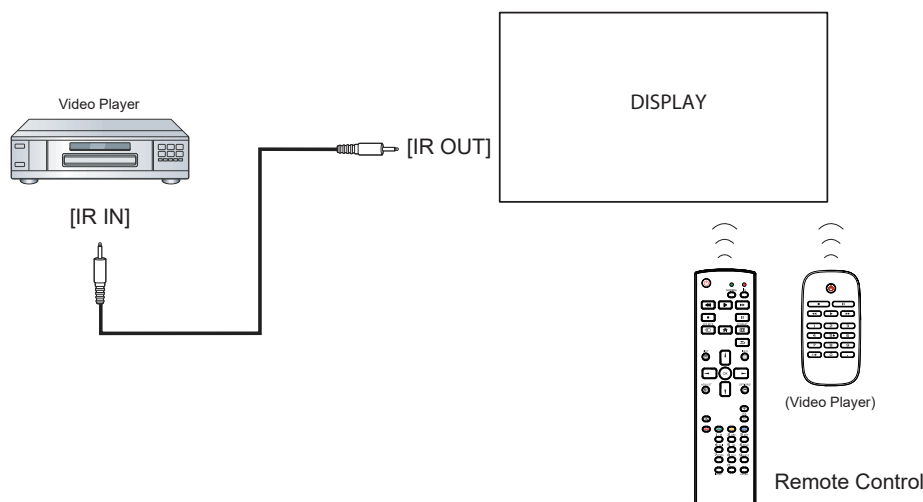 DISPLAY
Video Player
[IR OUT]
[IR IN]
(Video Player)
Remote Control